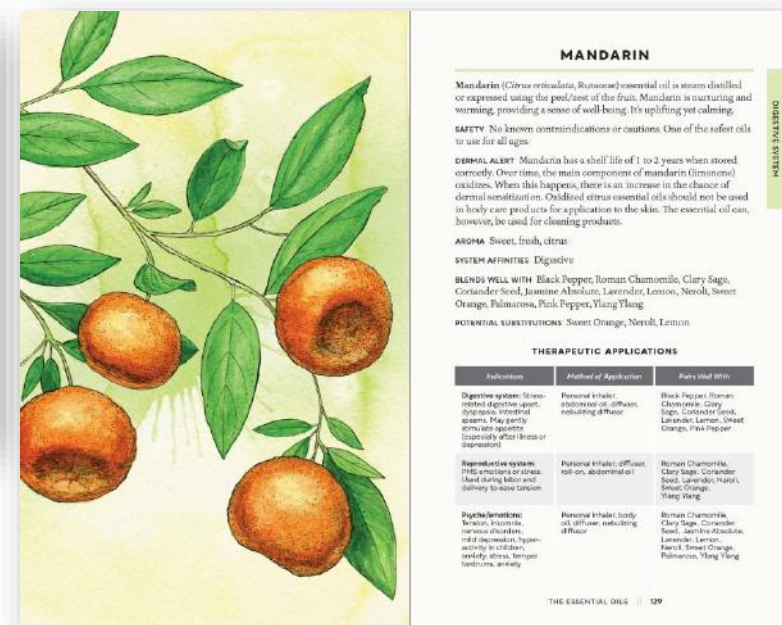 MANDARIN
Mandarin (Citrus reticulata, Rutaceae) essential oil is steam distilled
or expressed using the peel/zest of the fruit. Mandarin is nurturing and
warming, providing a sense of well-being. It's uplifting yet calming.
SAFETY No known contraindications or cautions. One of the safest oils
to use for all ages.
DERMAL ALERT Mandarin has a shelf life of 1 to 2 years when stored
correctly. Over time, the main component of mandarin (limonene)
oxidizes. When this happens, there is an increase in the chance of
dermal sensitization. Oxidized citrus essential oils should not be used
in body care products for application to the skin. The essential oil can,
however, be used for cleaning products.
AROMA Sweet, fresh, citrus
SYSTEM AFFINITIES Digestive
BLENDS WELL WITH Black Pepper, Roman Chamomile, Clary Sage,
Coriander Seed, Jasmine Absolute, Lavender, Lemon, Neroli, Sweet
Orange, Palmarosa, Pink Pepper, Ylang Ylang
POTENTIAL SUBSTITUTIONS Sweet Orange, Neroli, Lemon
THERAPEUTIC APPLICATIONS
Indications
Method of Application
Pairs Well With
Digestive system: Stress-
related digestive upset,
dyspepsia, intestinal
spasms. May gently
stimulate appetite
(especially after illness or
depression)
Personal inhaler,
abdominal oil, diffuser,
nebulizing diffusor
Black Pepper, Roman
Chamomile, Clary
Sage, Coriander Seed,
Lavender, Lemon, Sweet
Orange, Pink Pepper
Reproductive system:
PMS emotions or stress.
Used during labor and
delivery to ease tension
Personal inhaler, diffuser,
roll-on, abdominal oil
Roman Chamomile,
Clary Sage, Coriander
Seed, Lavender, Neroli,
Sweet Orange,
Ylang Ylang
Psyche/emotions:
Tension, insomnia,
nervous disorders,
mild depression, hyper-
activity in children,
anxiety, stress, temper
tantrums, anxiety
Personal inhaler, body
oil, diffuser, nebulizing
diffusor
Roman Chamomile,
Clary Sage, Coriander
Seed, Jasmine Absolute,
Lavender, Lemon,
Neroli, Sweet Orange,
Palmarosa, Ylang Ylang
THE ESSENTIAL OILS || 129
DIGESTIVE SYSTEM